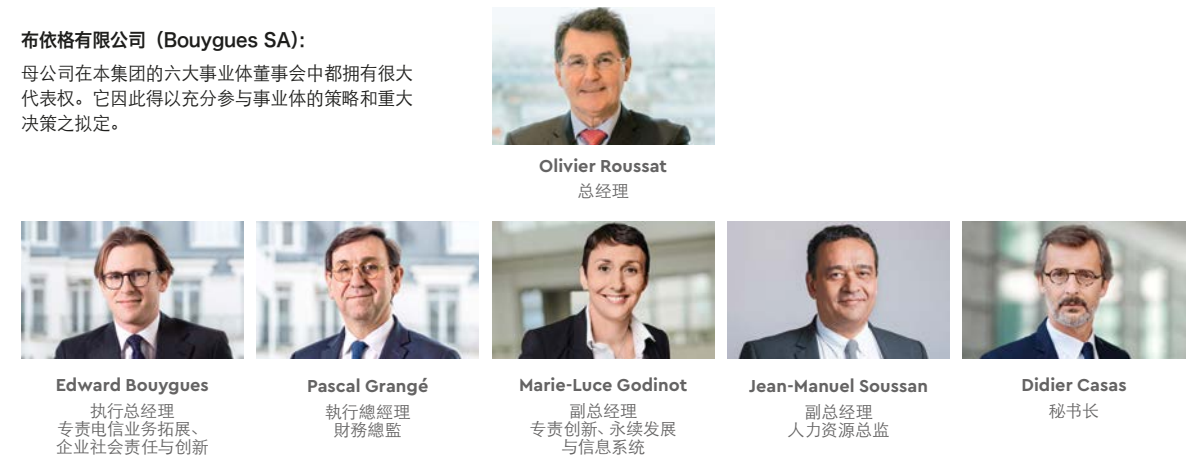 布依格有限公司（Bouygues SA）：
母公司在本集团的六大事业体董事会中都拥有很大
代表权。它因此得以充分参与事业体的策略和重大
决策之拟定。
Olivier Roussat
总经理
Edward Bouygues
执行总经理
专责电信业务拓展、
企业社会责任与创新
Pascal Grangé
執行總經理
財務總監
Marie-Luce Godinot
副总经理
专责创新、永续发展
与信息系统
Jean-Manuel Soussan
副总经理
人力资源总监
Didier Casas
秘书长